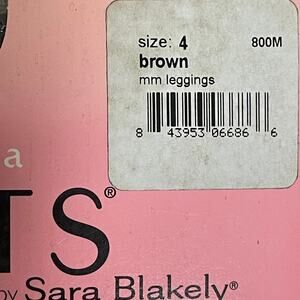 size: 4 800M
brown
mm leggings
8 43953 06686 6
a
TS®
by Sara Blakely®